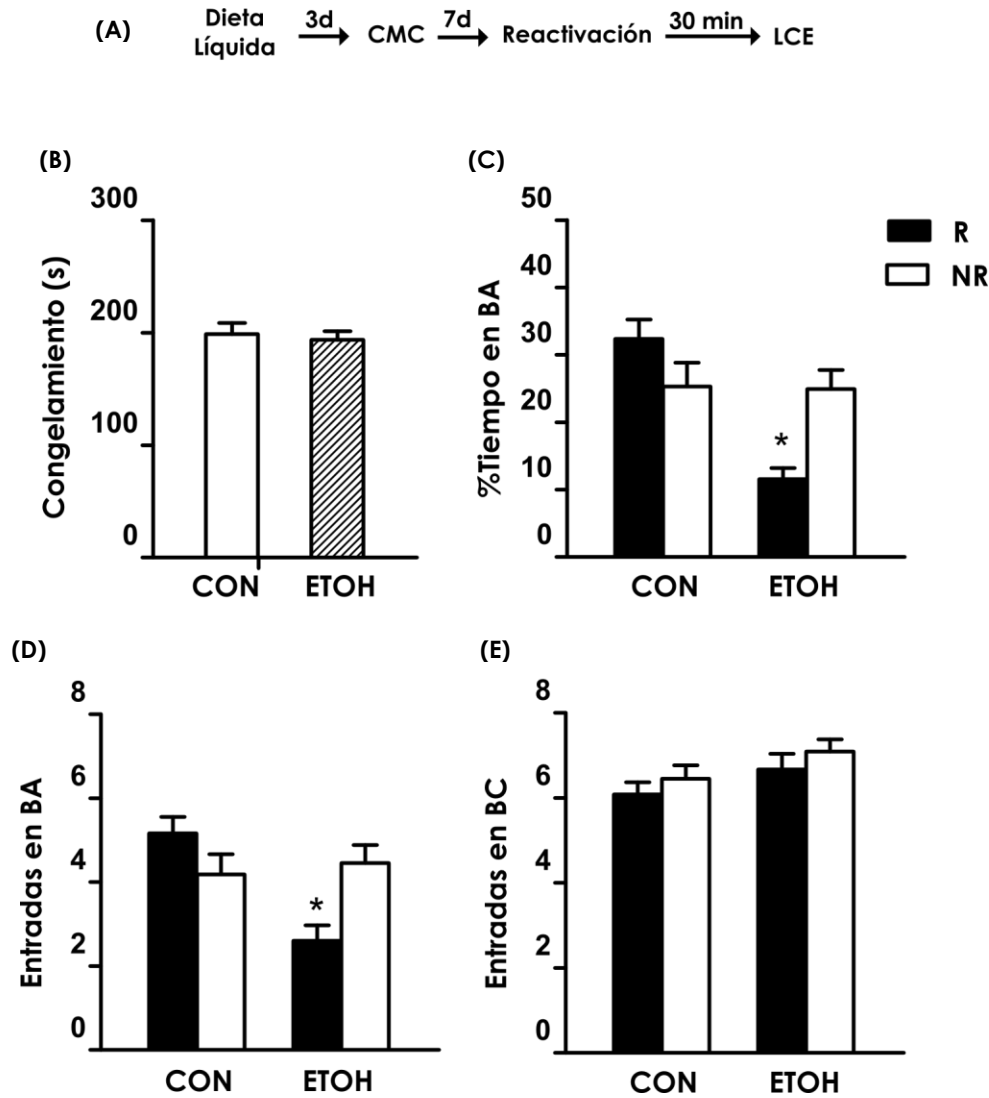 (A)
Dieta Líquida 3d CMC 7d Reactivación 30 min LCE
(B)
300
200
100
0
Congelamiento (s)
CON ETOH
(C)
50
40
30
20
10
0
%Tiempo en BA
*
CON ETOH
R
NR
(D)
8
6
4
2
0
Entradas en BA
*
CON ETOH
(E)
8
6
4
2
0
Entradas en BC
CON ETOH